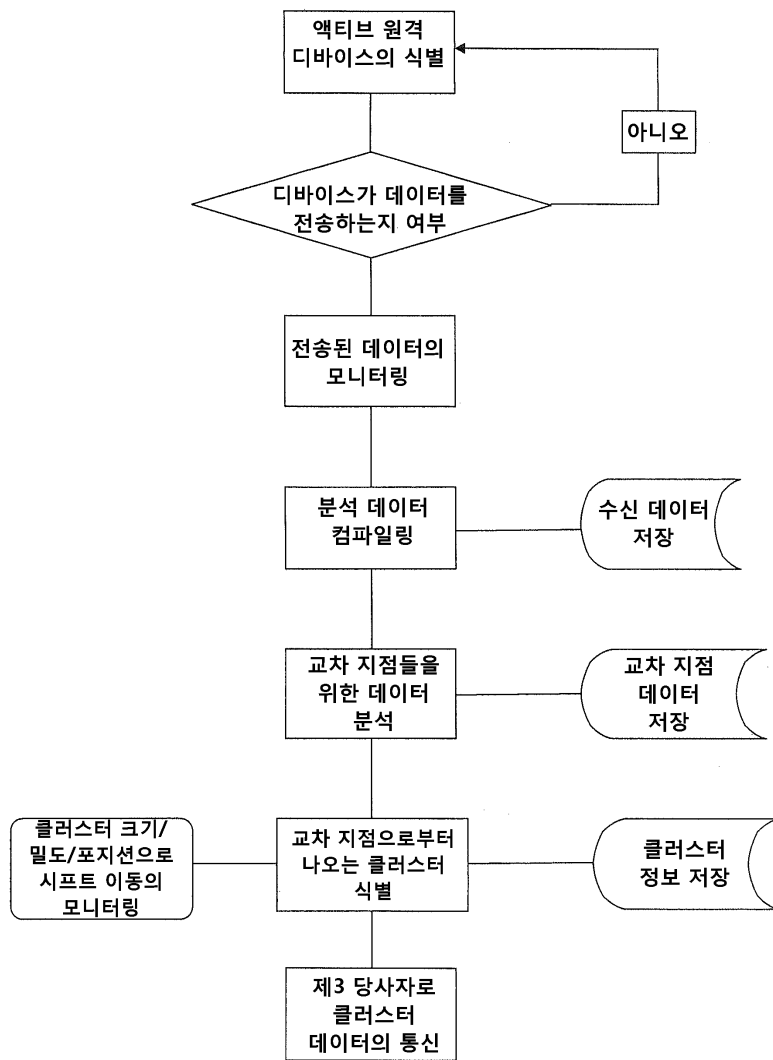 액티브 원격
디바이스의 식별
아니오
디바이스가 데이터를
전송하는지 여부
전송된 데이터의
모니터링
분석 데이터
컴파일링
수신 데이터
저장
교차 지점들을
위한 데이터
분석
교차 지점
데이터
저장
클러스터 크기/
밀도/포지션으로
시프트 이동의
모니터링
교차 지점으로부터
나오는 클러스터
식별
클러스터
정보 저장
제3 당사자로
클러스터
데이터의 통신